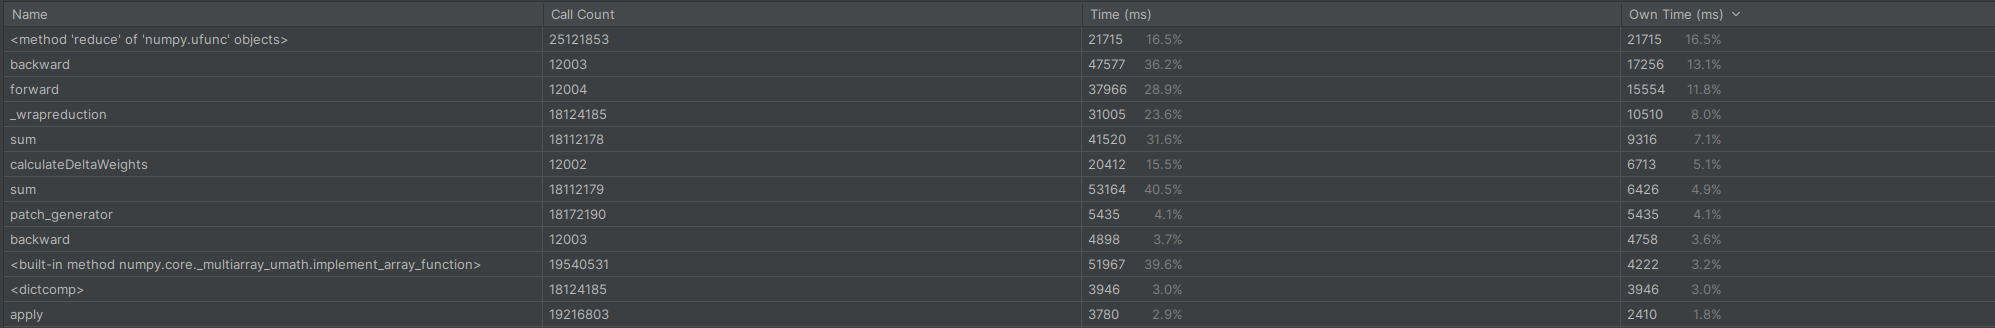 Name Call Count Time (ms) Own Time (ms)
<method 'reduce' of 'numpy.ufunc' objects> 25121853 21715 16.5% 21715 16.5%
backward 12003 47577 36.2% 17256 13.1%
forward 12004 37966 28.9% 15554 11.8%
_wrapreduction 18124185 31005 23.6% 10510 8.0%
sum 18112178 41520 31.6% 9316 7.1%
calculateDeltaWeights 12002 20412 15.5% 6713 5.1%
sum 18112179 53164 40.5% 6426 4.9%
patch_generator 18172190 5435 4.1% 5435 4.1%
backward 12003 4898 3.7% 4758 3.6%
<built-in method numpy.core._multiarray_umath.implement_array_function> 19540531 51967 39.6% 4222 3.2%
<dictcomp> 18124185 3946 3.0% 3946 3.0%
apply 19216803 3780 2.9% 2410 1.8%